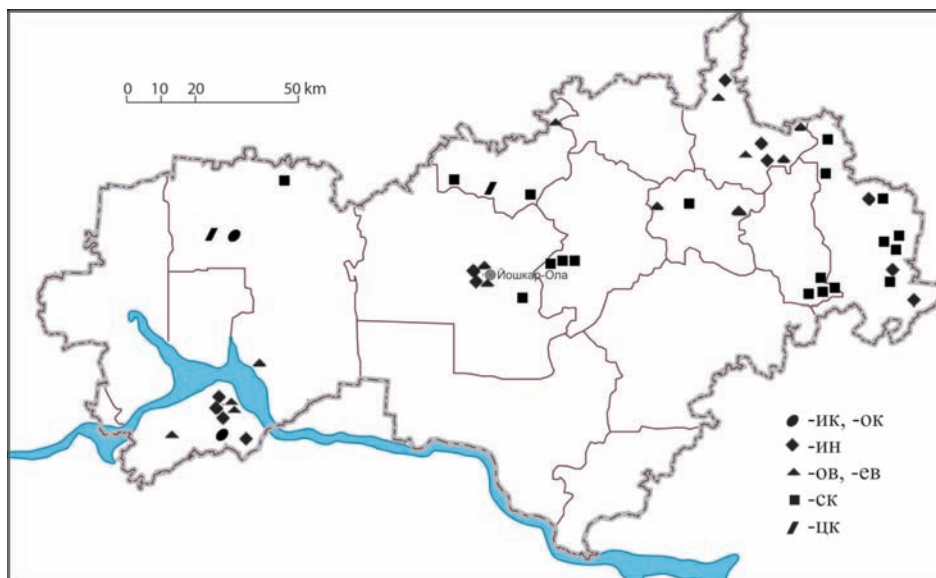 0 10 20 50 km
Йошкар-Ола
-ик, -ок
-ин
-ов, -ев
-ск
-цк